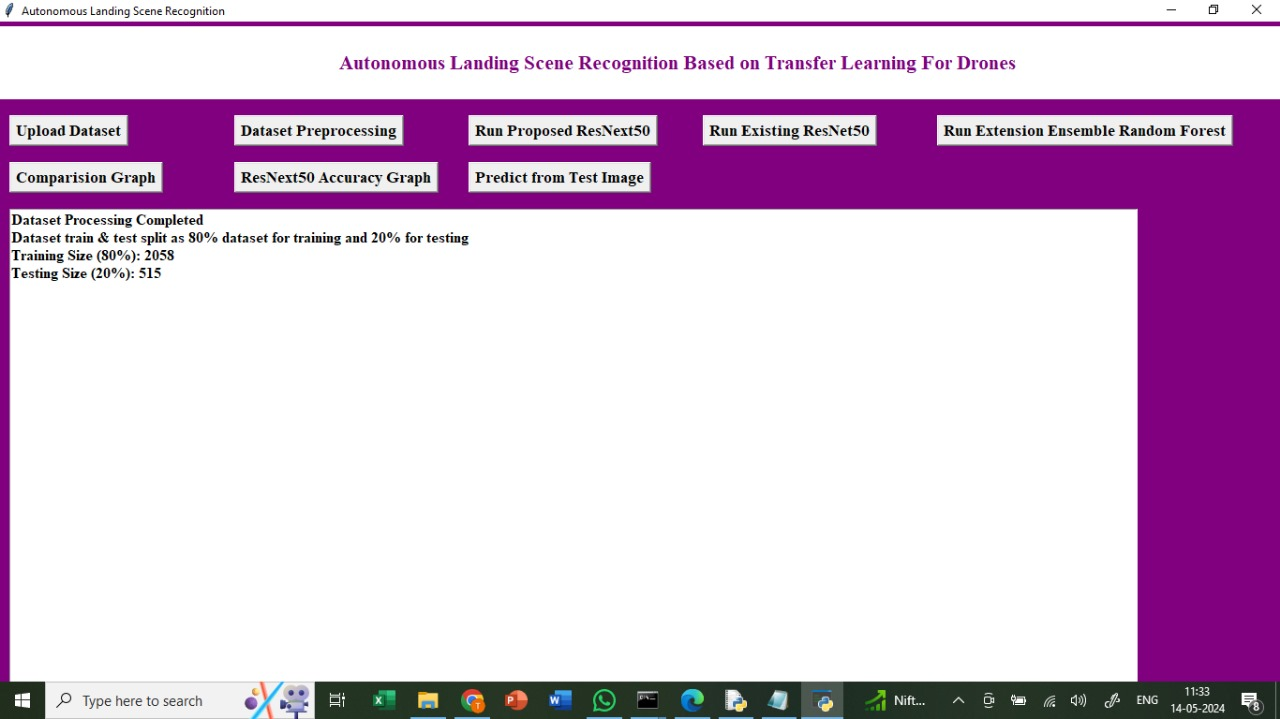 Autonomous Landing Scene Recognition
Autonomous Landing Scene Recognition Based on Transfer Learning For Drones
Upload Dataset
Dataset Preprocessing
Run Proposed ResNext50
Run Existing ResNet50
Run Extension Ensemble Random Forest
Comparision Graph
ResNext50 Accuracy Graph
Predict from Test Image
Dataset Processing Completed
Dataset train & test split as 80% dataset for training and 20% for testing
Training Size (80%): 2058
Testing Size (20%): 515
Type here to search
Nift...
ENG
11:33
14-05-2024
8